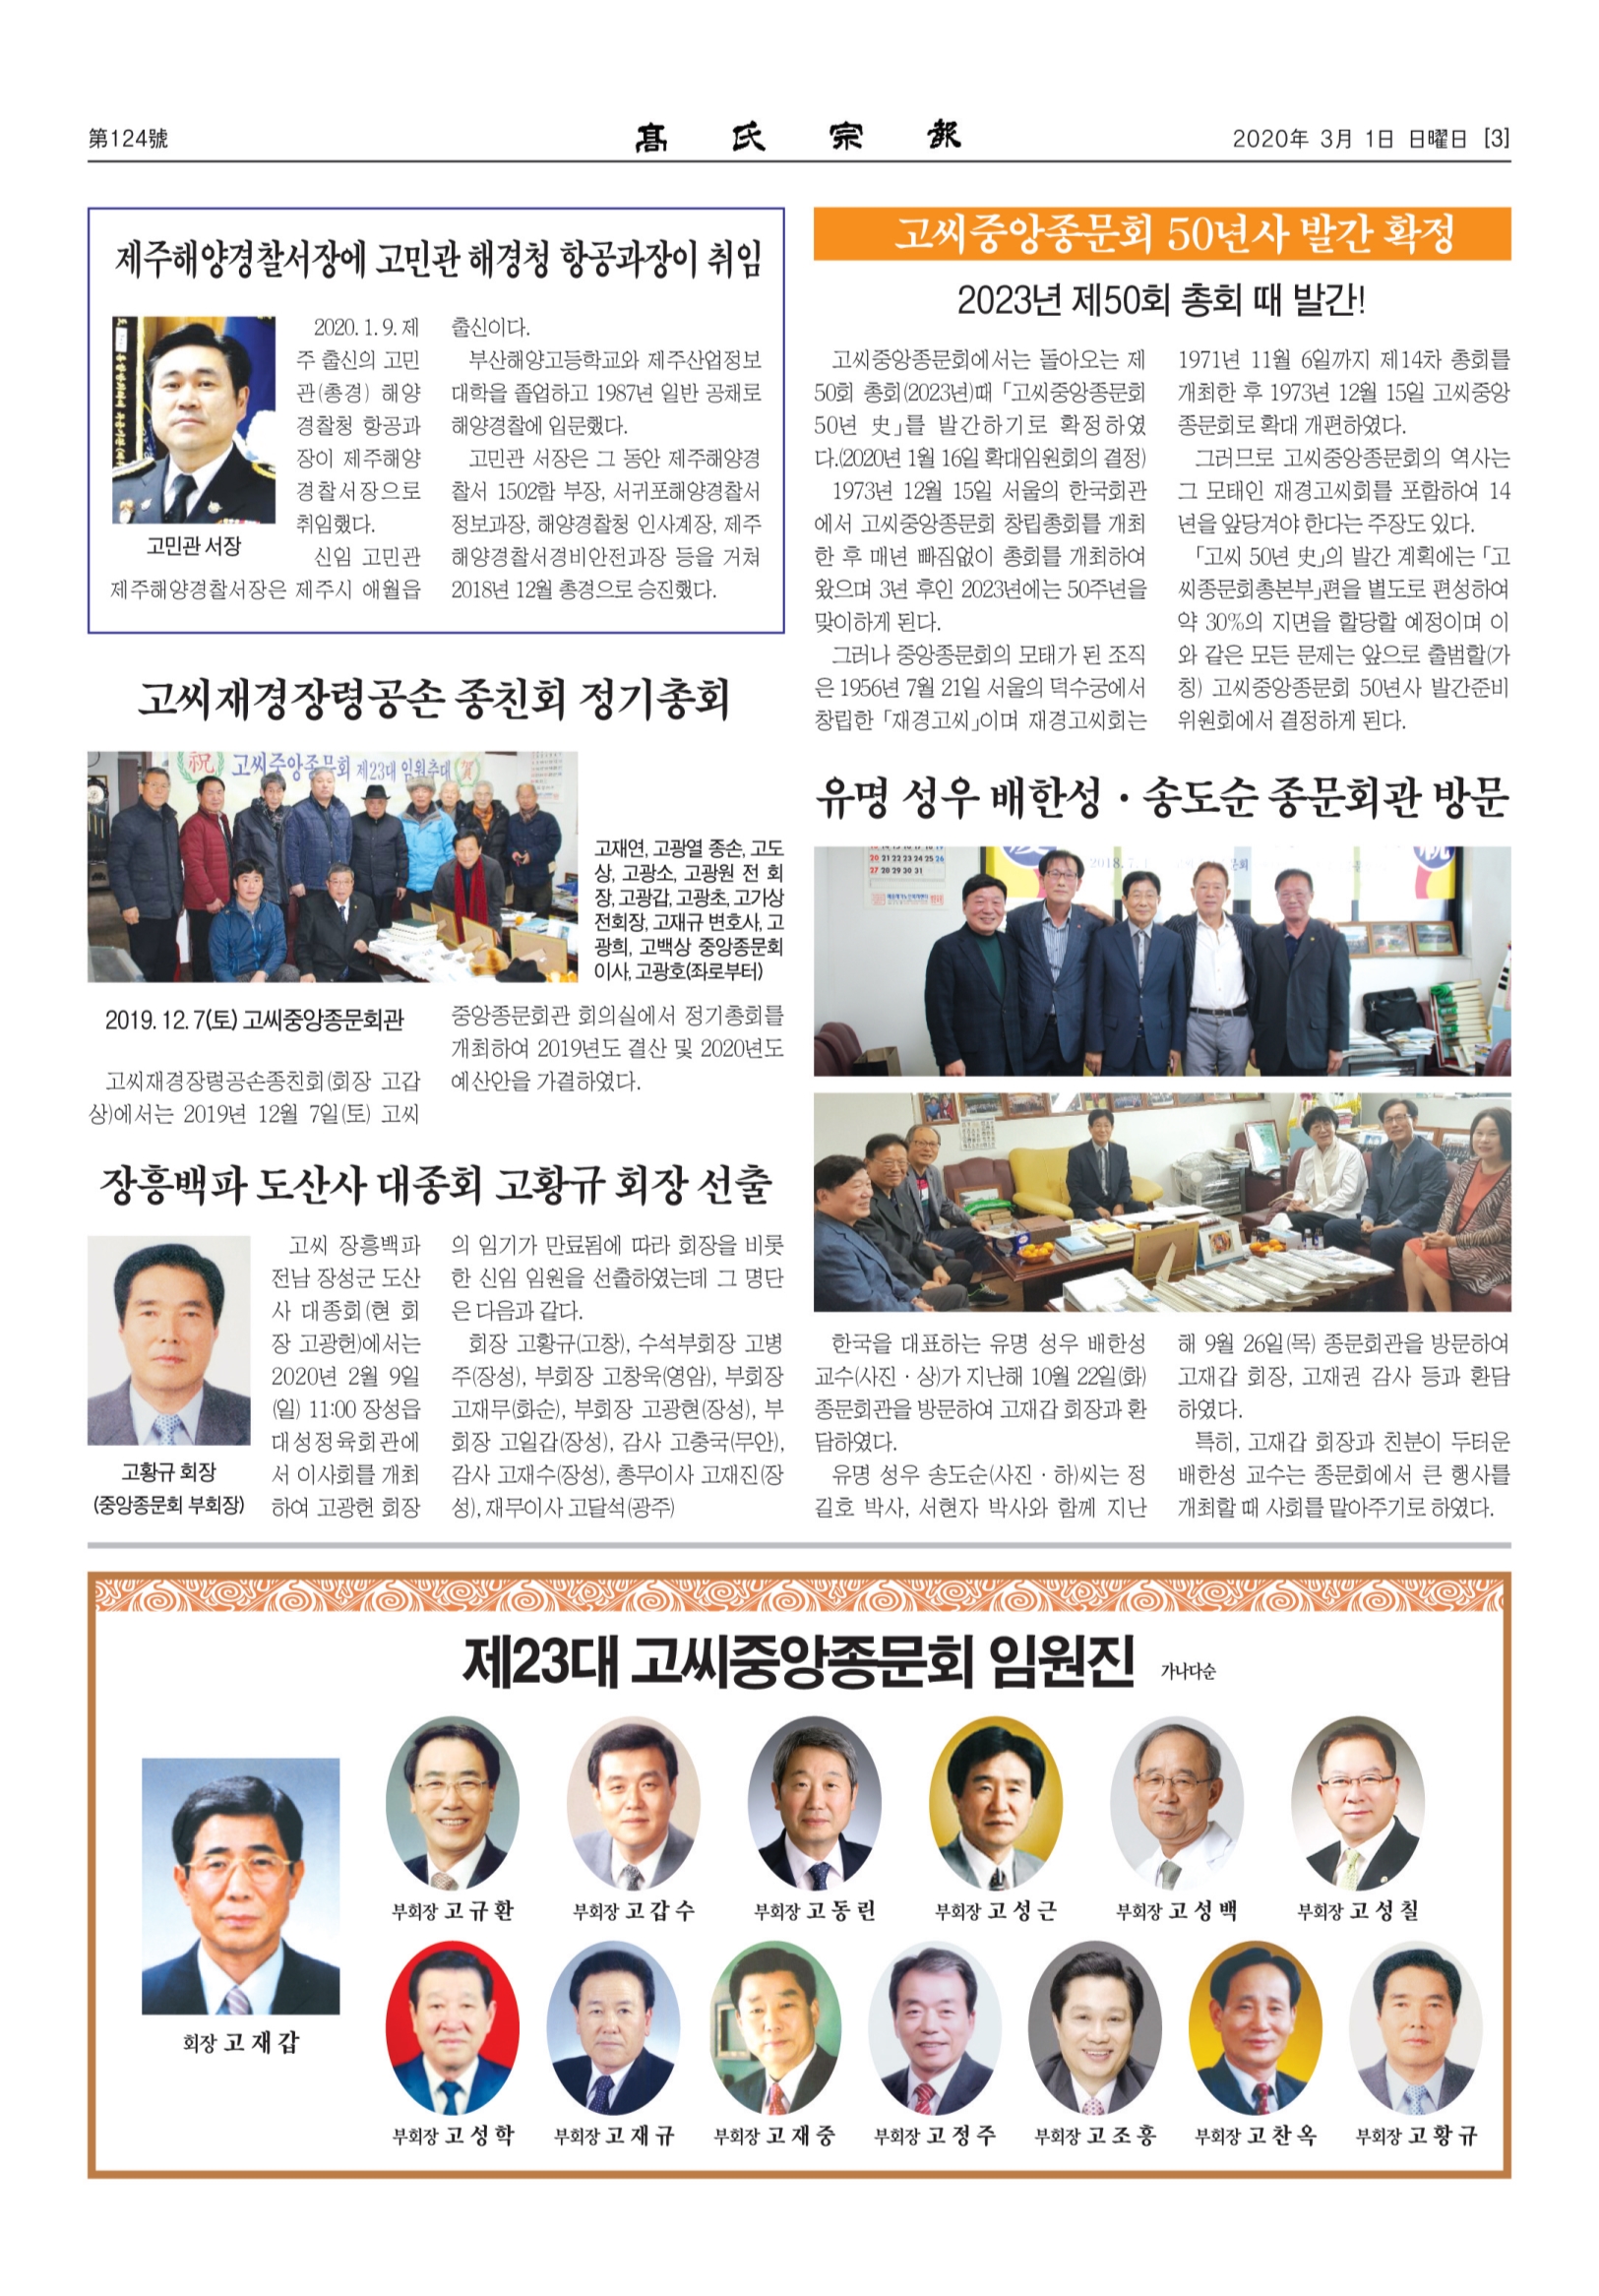 第124號
髙氏宗報
2020年 3月 1日 日曜日 [3]
제주해양경찰서장에 고민관 해경청 항공과장이 취임
고민관 서장
2020. 1. 9. 제
주 출신의 고민
관(총경) 해양
경찰청 항공과
장이 제주해양
경찰서장으로
취임했다.
신임 고민관
제주해양경찰서장은 제주시 애월읍
출신이다.
부산해양고등학교와 제주산업정보
대학을 졸업하고 1987년 일반 공채로
해양경찰에 입문했다.
고민관 서장은 그 동안 제주해양경
찰서 1502함 부장, 서귀포해양경찰서
정보과장, 해양경찰청 인사계장, 제주
해양경찰서경비안전과장 등을 거쳐
2018년 12월 총경으로 승진했다.
고씨재경장령공손 종친회 정기총회
祝 고씨중앙종문회 제23대 임원추대 賀
고재연, 고광열 종손, 고도
상, 고광소, 고광원 전 회
장, 고광갑, 고광초, 고가상
전회장, 고재규 변호사, 고
광희, 고백상 중앙종문회
이사, 고광호(좌로부터)
2019. 12. 7(토) 고씨중앙종문회관
고씨재경장령공손종친회(회장 고갑
상)에서는 2019년 12월 7일(토) 고씨
중앙종문회관 회의실에서 정기총회를
개최하여 2019년도 결산 및 2020년도
예산안을 가결하였다.
장흥백파 도산사 대종회 고황규 회장 선출
고황규 회장
(중앙종문회 부회장)
고씨 장흥백파
전남 장성군 도산
사 대종회(현 회
장 고광헌)에서는
2020년 2월 9일
(일) 11:00 장성읍
대성정육회관에
서 이사회를 개최
하여 고광헌 회장
의 임기가 만료됨에 따라 회장을 비롯
한 신임 임원을 선출하였는데 그 명단
은 다음과 같다.
회장 고황규(고창), 수석부회장 고병
주(장성), 부회장 고창욱(영암), 부회장
고재무(화순), 부회장 고광현(장성), 부
회장 고일갑(장성), 감사 고충국(무안),
감사 고재수(장성), 총무이사 고재진(장
성), 재무이사 고달석(광주)
고씨중앙종문회 50년사 발간 확정
2023년 제50회 총회 때 발간!
고씨중앙종문회에서는 돌아오는 제
50회 총회(2023년)때 「고씨중앙종문회
50년 史」를 발간하기로 확정하였
다.(2020년 1월 16일 확대임원회의 결정)
1973년 12월 15일 서울의 한국회관
에서 고씨중앙종문회 창립총회를 개최
한 후 매년 빠짐없이 총회를 개최하여
왔으며 3년 후인 2023년에는 50주년을
맞이하게 된다.
그러나 중앙종문회의 모태가 된 조직
은 1956년 7월 21일 서울의 덕수궁에서
창립한 「재경고씨」이며 재경고씨회는
1971년 11월 6일까지 제14차 총회를
개최한 후 1973년 12월 15일 고씨중앙
종문회로 확대 개편하였다.
그러므로 고씨중앙종문회의 역사는
그 모태인 재경고씨회를 포함하여 14
년을 앞당겨야 한다는 주장도 있다.
「고씨 50년 史」의 발간 계획에는 「고
씨종문회총본부」편을 별도로 편성하여
약 30%의 지면을 할당할 예정이며 이
와 같은 모든 문제는 앞으로 출범할(가
칭) 고씨중앙종문회 50년사 발간준비
위원회에서 결정하게 된다.
유명 성우 배한성 · 송도순 종문회관 방문
20 21 22 23 24 25 26
27 28 29 30 31
한국을 대표하는 유명 성우 배한성
교수(사진 · 상)가 지난해 10월 22일(화)
종문회관을 방문하여 고재갑 회장과 환
담하였다.
유명 성우 송도순(사진 · 하)씨는 정
길호 박사, 서현자 박사와 함께 지난
해 9월 26일(목) 종문회관을 방문하여
고재갑 회장, 고재권 감사 등과 환담
하였다.
특히, 고재갑 회장과 친분이 두터운
배한성 교수는 종문회에서 큰 행사를
개최할 때 사회를 맡아주기로 하였다.
제23대 고씨중앙종문회 임원진 가나다순
회장 고재갑
부회장 고규환
부회장 고갑수
부회장 고동린
부회장 고성근
부회장 고성백
부회장 고성칠
부회장 고성학
부회장 고재규
부회장 고재중
부회장 고정주
부회장 고조흥
부회장 고찬옥
부회장 고황규